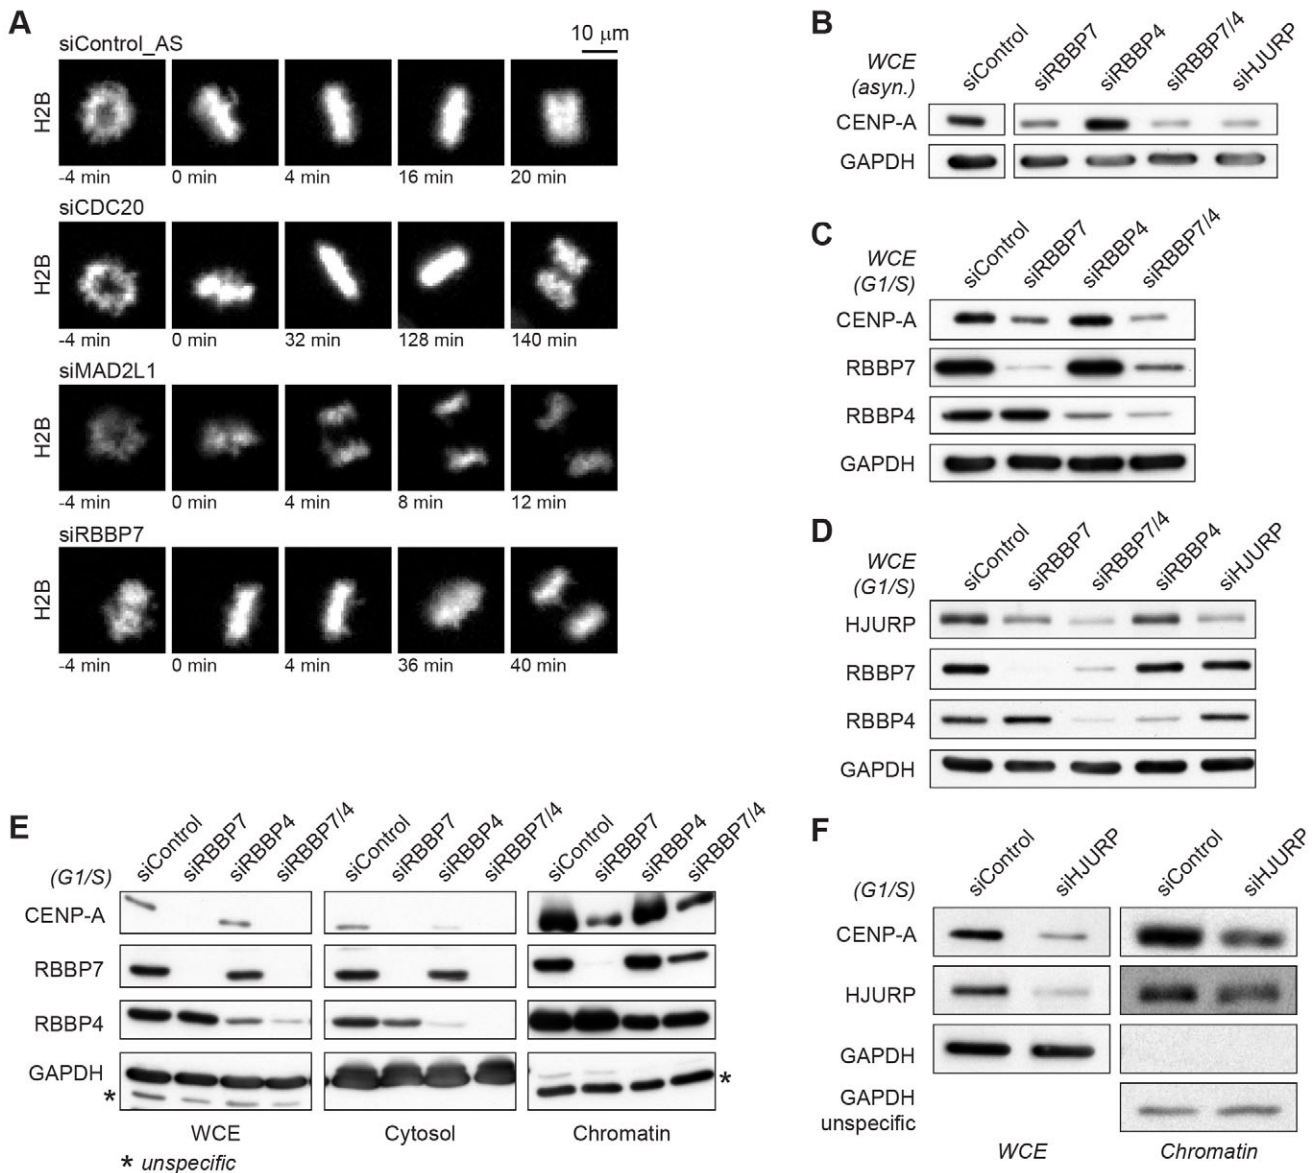 A
siControl_AS
10 μm
H2B
-4 min 0 min 4 min 16 min 20 min
siCDC20
H2B
-4 min 0 min 32 min 128 min 140 min
siMAD2L1
H2B
-4 min 0 min 4 min 8 min 12 min
siRBBP7
H2B
-4 min 0 min 4 min 36 min 40 min
B
WCE
(asyn.)
siControl siRBBP7 siRBBP4 siRBBP7/4 siHJURP
CENP-A
GAPDH
C
WCE
(G1/S)
siControl siRBBP7 siRBBP4 siRBBP7/4
CENP-A
RBBP7
RBBP4
GAPDH
D
WCE
(G1/S)
siControl siRBBP7 siRBBP7/4 siRBBP4 siHJURP
HJURP
RBBP7
RBBP4
GAPDH
E
(G1/S)
siControl siRBBP7 siRBBP4 siRBBP7/4 siControl siRBBP7 siRBBP4 siRBBP7/4 siControl siRBBP7 siRBBP4 siRBBP7/4
CENP-A
RBBP7
RBBP4
GAPDH
* *
WCE Cytosol Chromatin
* unspecific
F
(G1/S)
siControl siHJURP siControl siHJURP
CENP-A
HJURP
GAPDH
GAPDH
unspecific
WCE Chromatin